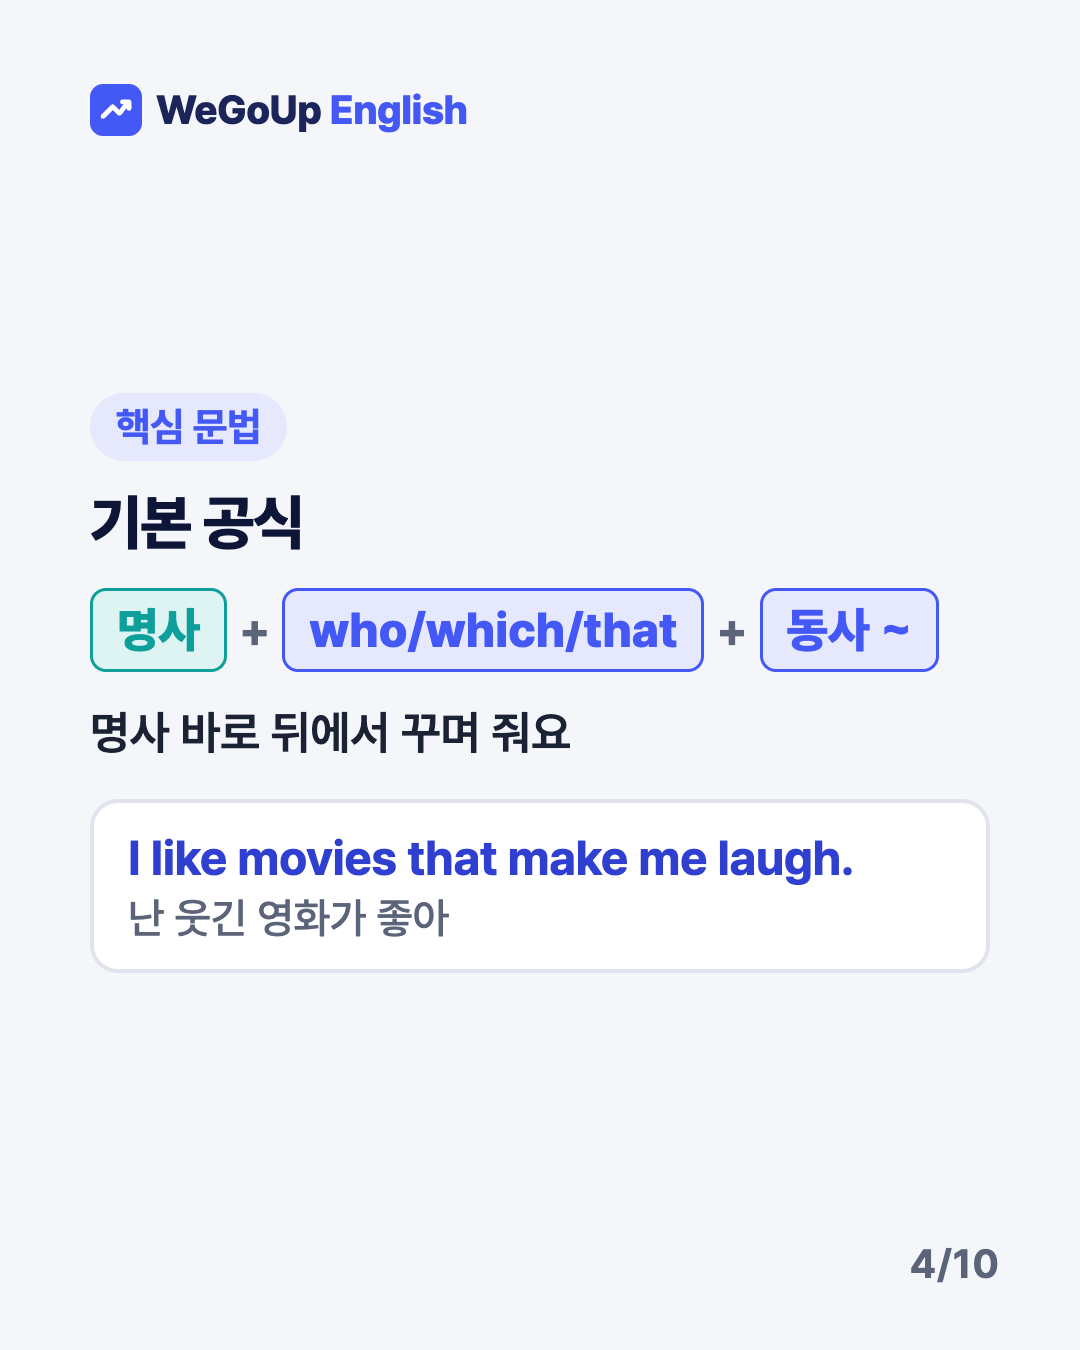 WeGoUp English
핵심 문법
기본 공식
명사 + who/which/that + 동사 ~
명사 바로 뒤에서 꾸며 줘요
I like movies that make me laugh.
난 웃긴 영화가 좋아
4/10